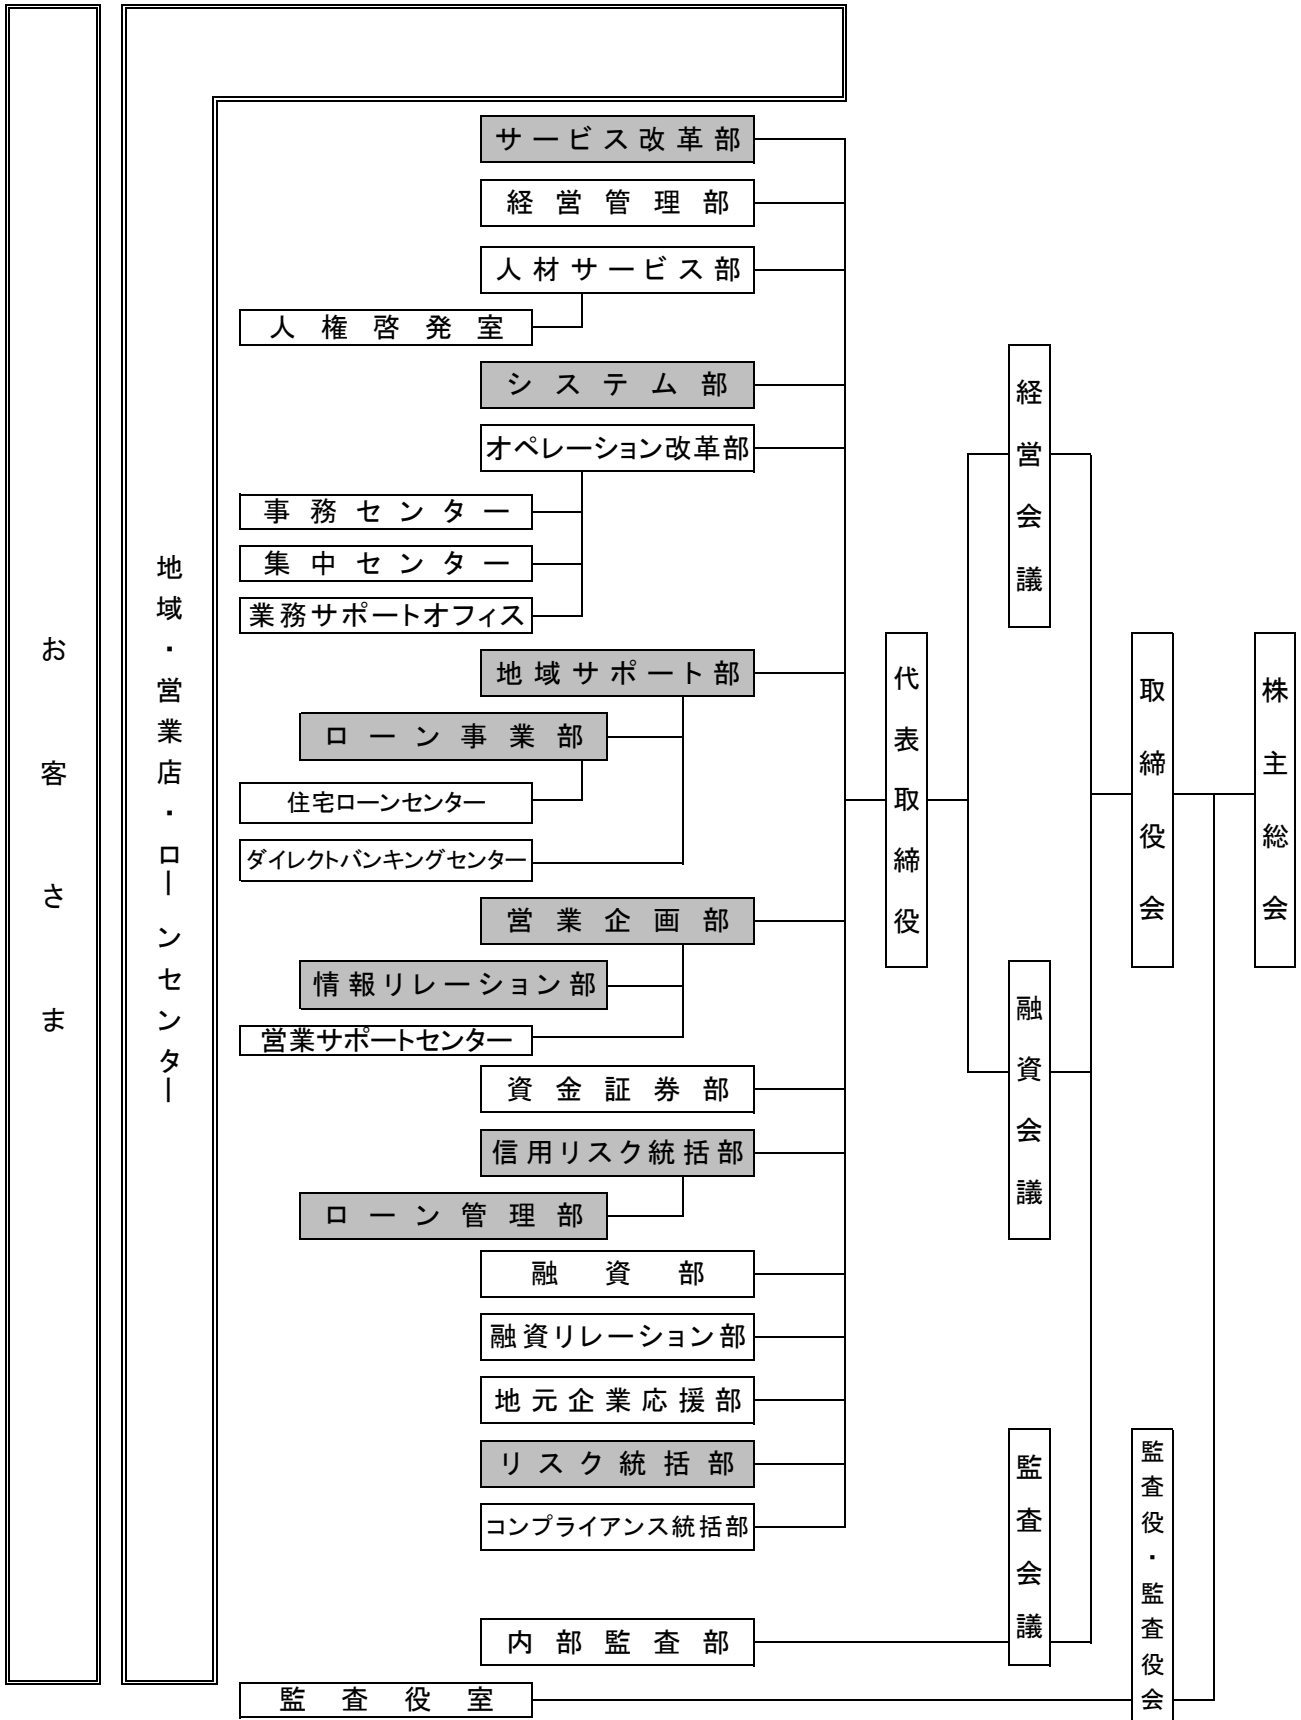 お客さま
地域・営業店・ローンセンター
サービス改革部
経営管理部
人材サービス部
人権啓発室
システム部
オペレーション改革部
事務センター
集中センター
業務サポートオフィス
地域サポート部
ローン事業部
住宅ローンセンター
ダイレクトバンキングセンター
営業企画部
情報リレーション部
営業サポートセンター
資金証券部
信用リスク統括部
ローン管理部
融資部
融資リレーション部
地元企業応援部
リスク統括部
コンプライアンス統括部
内部監査部
監査役室
代表取締役
経営会議
融資会議
監査会議
取締役会
監査役・監査役会
株主総会